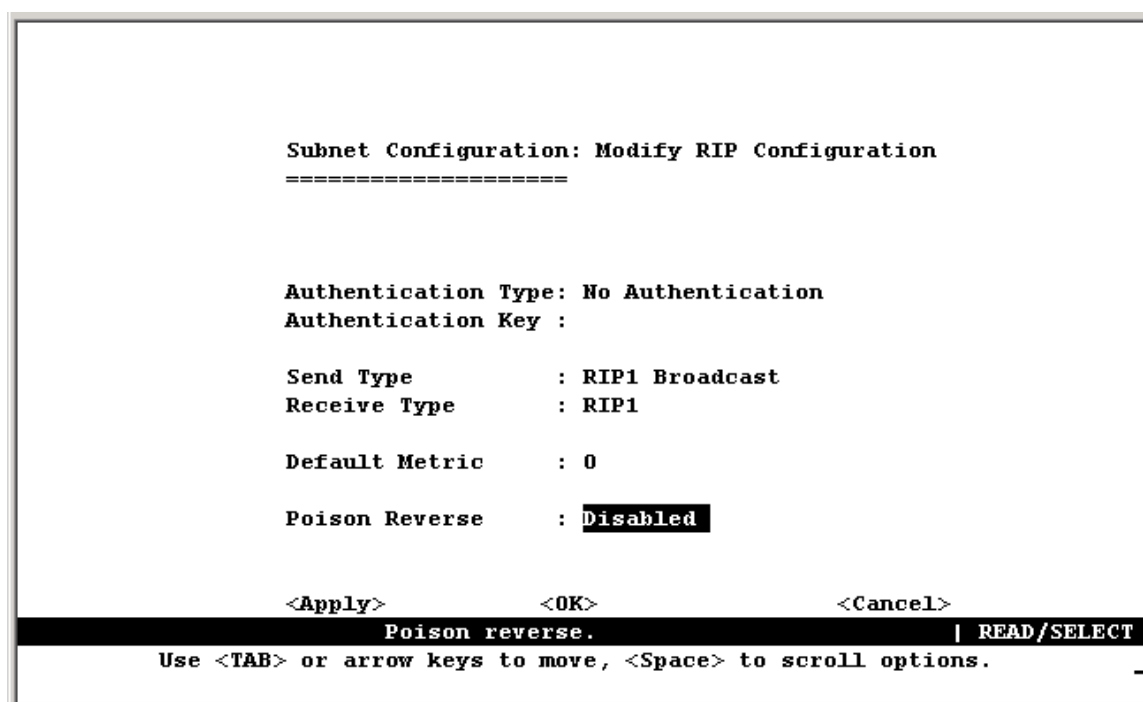 Subnet Configuration: Modify RIP Configuration
====================
Authentication Type: No Authentication
Authentication Key :
Send Type : RIP1 Broadcast
Receive Type : RIP1
Default Metric : 0
Poison Reverse : Disabled
<Apply> <OK> <Cancel>
Poison reverse. | READ/SELECT
Use <TAB> or arrow keys to move, <Space> to scroll options.